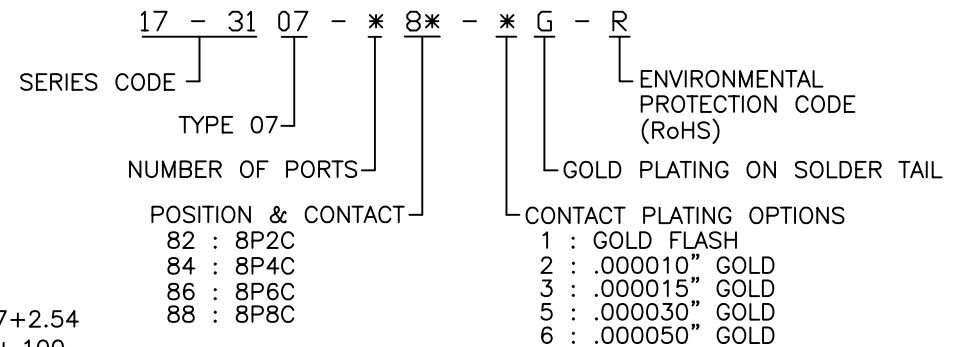 17 - 31 07 - * 8* - * G - R
SERIES CODE
TYPE 07
NUMBER OF PORTS
POSITION & CONTACT
82 : 8P2C
84 : 8P4C
86 : 8P6C
88 : 8P8C
ENVIRONMENTAL
PROTECTION CODE
(RoHS)
GOLD PLATING ON SOLDER TAIL
CONTACT PLATING OPTIONS
1 : GOLD FLASH
2 : .000010" GOLD
3 : .000015" GOLD
5 : .000030" GOLD
6 : .000050" GOLD
7+2.54